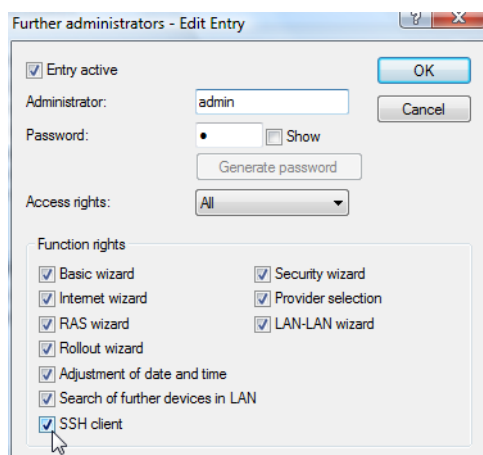 Further administrators - Edit Entry
?
X
Entry active
OK
Administrator:
admin
Cancel
Password:
●
Show
Generate password
Access rights:
All
Function rights
Basic wizard
Security wizard
Internet wizard
Provider selection
RAS wizard
LAN-LAN wizard
Rollout wizard
Adjustment of date and time
Search of further devices in LAN
SSH client